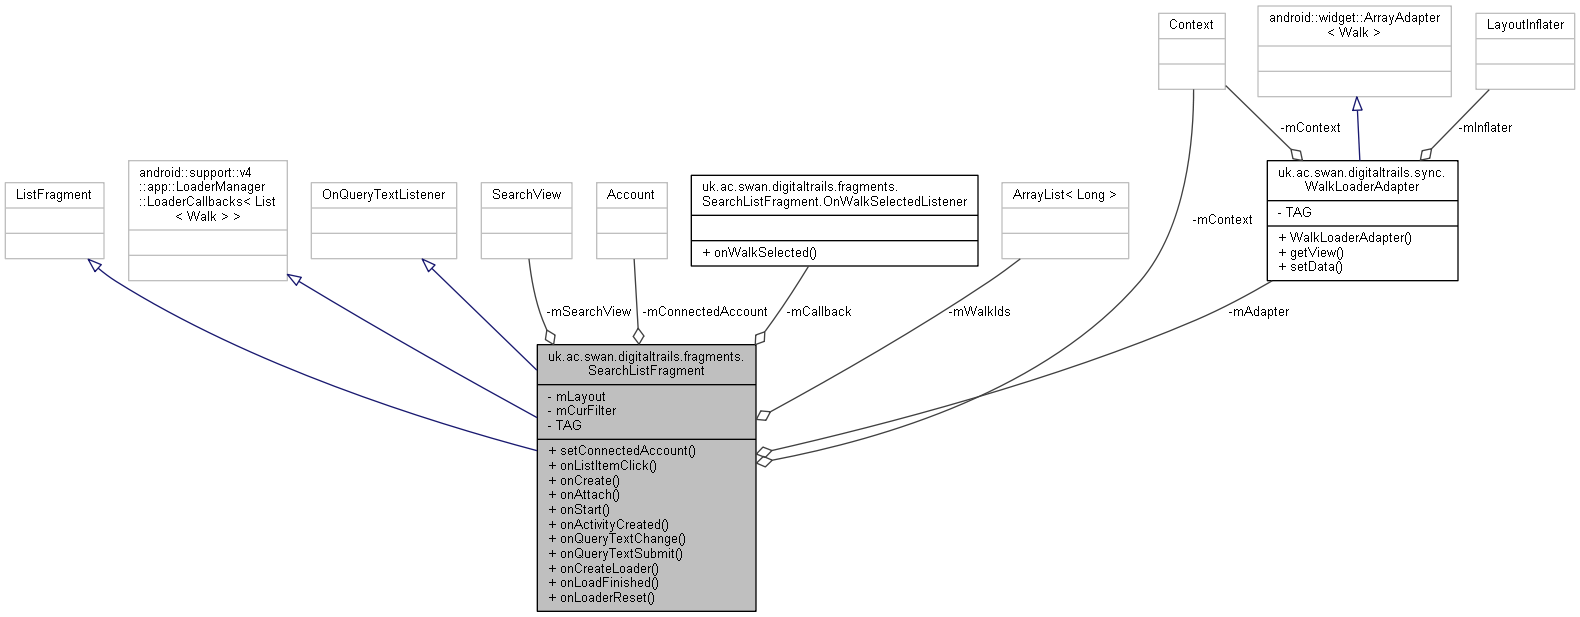 Context
android::widget::ArrayAdapter
< Walk >
LayoutInflater
-mContext
-mInflater
ListFragment
android::support::v4
::app::LoaderManager
::LoaderCallbacks< List
< Walk > >
OnQueryTextListener
SearchView
Account
uk.ac.swan.digitaltrails.fragments.
SearchListFragment.OnWalkSelectedListener
+ onWalkSelected()
ArrayList< Long >
-mContext
uk.ac.swan.digitaltrails.sync.
WalkLoaderAdapter
- TAG
+ WalkLoaderAdapter()
+ getView()
+ setData()
-mSearchView
-mConnectedAccount
-mCallback
-mWalkIds
-mAdapter
uk.ac.swan.digitaltrails.fragments.
SearchListFragment
- mLayout
- mCurFilter
- TAG
+ setConnectedAccount()
+ onListItemClick()
+ onCreate()
+ onAttach()
+ onStart()
+ onActivityCreated()
+ onQueryTextChange()
+ onQueryTextSubmit()
+ onCreateLoader()
+ onLoadFinished()
+ onLoaderReset()